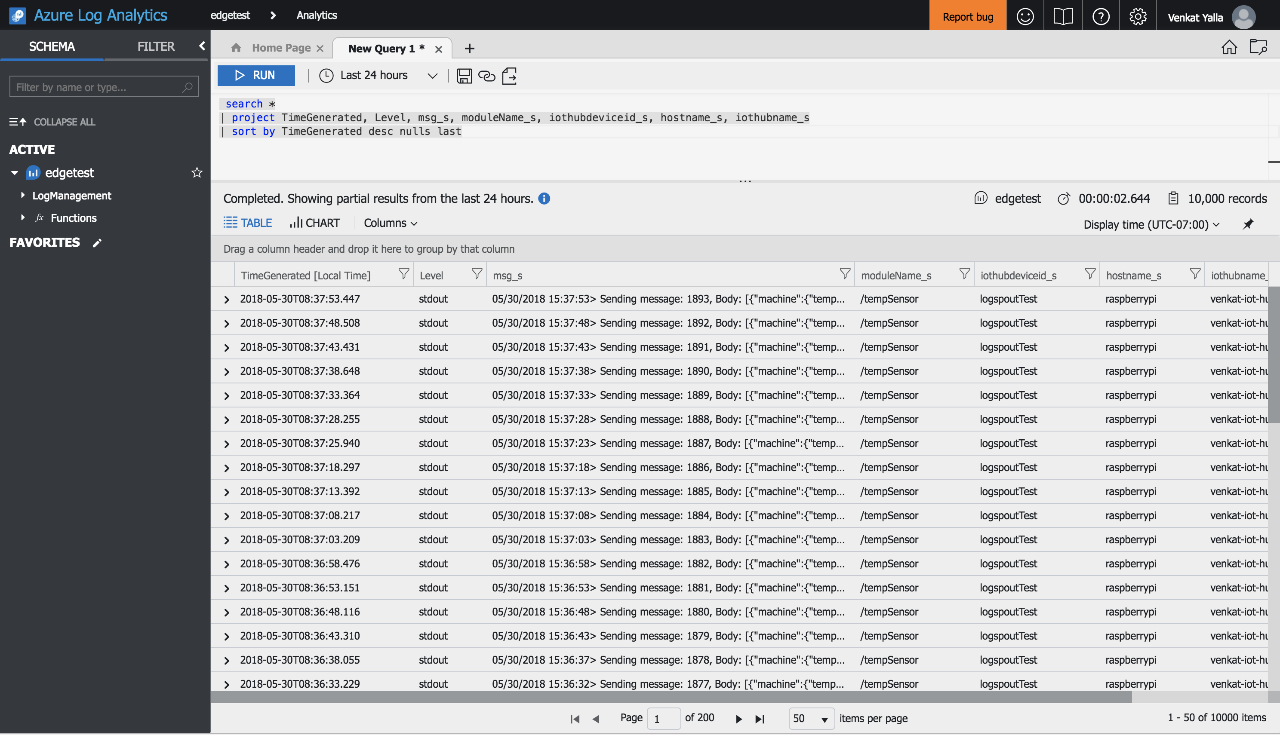 Azure Log Analytics edgetest Analytics Report bug Venkat Yalla
SCHEMA FILTER
Home Page New Query 1 *
RUN Last 24 hours
Filter by name or type...
COLLAPSE ALL
ACTIVE
edgetest
LogManagement
fx Functions
FAVORITES
search *
| project TimeGenerated, Level, msg_s, moduleName_s, iothubdeviceid_s, hostname_s, iothubname_s
| sort by TimeGenerated desc nulls last
Completed. Showing partial results from the last 24 hours. edgetest 00:00:02.644 10,000 records
TABLE CHART Columns Display time (UTC-07:00)
Drag a column header and drop it here to group by that column
TimeGenerated [Local Time] Level msg_s moduleName_s iothubdeviceid_s hostname_s iothubname_
2018-05-30T08:37:53.447 stdout 05/30/2018 15:37:53> Sending message: 1893, Body: [{"machine":{"temp... /tempSensor logspoutTest raspberrypi venkat-iot-hu
2018-05-30T08:37:48.508 stdout 05/30/2018 15:37:48> Sending message: 1892, Body: [{"machine":{"temp... /tempSensor logspoutTest raspberrypi venkat-iot-hu
2018-05-30T08:37:43.431 stdout 05/30/2018 15:37:43> Sending message: 1891, Body: [{"machine":{"temp... /tempSensor logspoutTest raspberrypi venkat-iot-hu
2018-05-30T08:37:38.648 stdout 05/30/2018 15:37:38> Sending message: 1890, Body: [{"machine":{"temp... /tempSensor logspoutTest raspberrypi venkat-iot-hu
2018-05-30T08:37:33.364 stdout 05/30/2018 15:37:33> Sending message: 1889, Body: [{"machine":{"temp... /tempSensor logspoutTest raspberrypi venkat-iot-hu
2018-05-30T08:37:28.255 stdout 05/30/2018 15:37:28> Sending message: 1888, Body: [{"machine":{"temp... /tempSensor logspoutTest raspberrypi venkat-iot-hu
2018-05-30T08:37:25.940 stdout 05/30/2018 15:37:23> Sending message: 1887, Body: [{"machine":{"temp... /tempSensor logspoutTest raspberrypi venkat-iot-hu
2018-05-30T08:37:18.297 stdout 05/30/2018 15:37:18> Sending message: 1886, Body: [{"machine":{"temp... /tempSensor logspoutTest raspberrypi venkat-iot-hu
2018-05-30T08:37:13.392 stdout 05/30/2018 15:37:13> Sending message: 1885, Body: [{"machine":{"temp... /tempSensor logspoutTest raspberrypi venkat-iot-hu
2018-05-30T08:37:08.217 stdout 05/30/2018 15:37:08> Sending message: 1884, Body: [{"machine":{"temp... /tempSensor logspoutTest raspberrypi venkat-iot-hu
2018-05-30T08:37:03.209 stdout 05/30/2018 15:37:03> Sending message: 1883, Body: [{"machine":{"temp... /tempSensor logspoutTest raspberrypi venkat-iot-hu
2018-05-30T08:36:58.476 stdout 05/30/2018 15:36:58> Sending message: 1882, Body: [{"machine":{"temp... /tempSensor logspoutTest raspberrypi venkat-iot-hu
2018-05-30T08:36:53.151 stdout 05/30/2018 15:36:53> Sending message: 1881, Body: [{"machine":{"temp... /tempSensor logspoutTest raspberrypi venkat-iot-hu
2018-05-30T08:36:48.116 stdout 05/30/2018 15:36:48> Sending message: 1880, Body: [{"machine":{"temp... /tempSensor logspoutTest raspberrypi venkat-iot-hu
2018-05-30T08:36:43.310 stdout 05/30/2018 15:36:43> Sending message: 1879, Body: [{"machine":{"temp... /tempSensor logspoutTest raspberrypi venkat-iot-hu
2018-05-30T08:36:38.055 stdout 05/30/2018 15:36:37> Sending message: 1878, Body: [{"machine":{"temp... /tempSensor logspoutTest raspberrypi venkat-iot-hu
2018-05-30T08:36:33.229 stdout 05/30/2018 15:36:32> Sending message: 1877, Body: [{"machine":{"temp... /tempSensor logspoutTest raspberrypi venkat-iot-hu
Page 1 of 200 50 items per page 1 - 50 of 10000 items